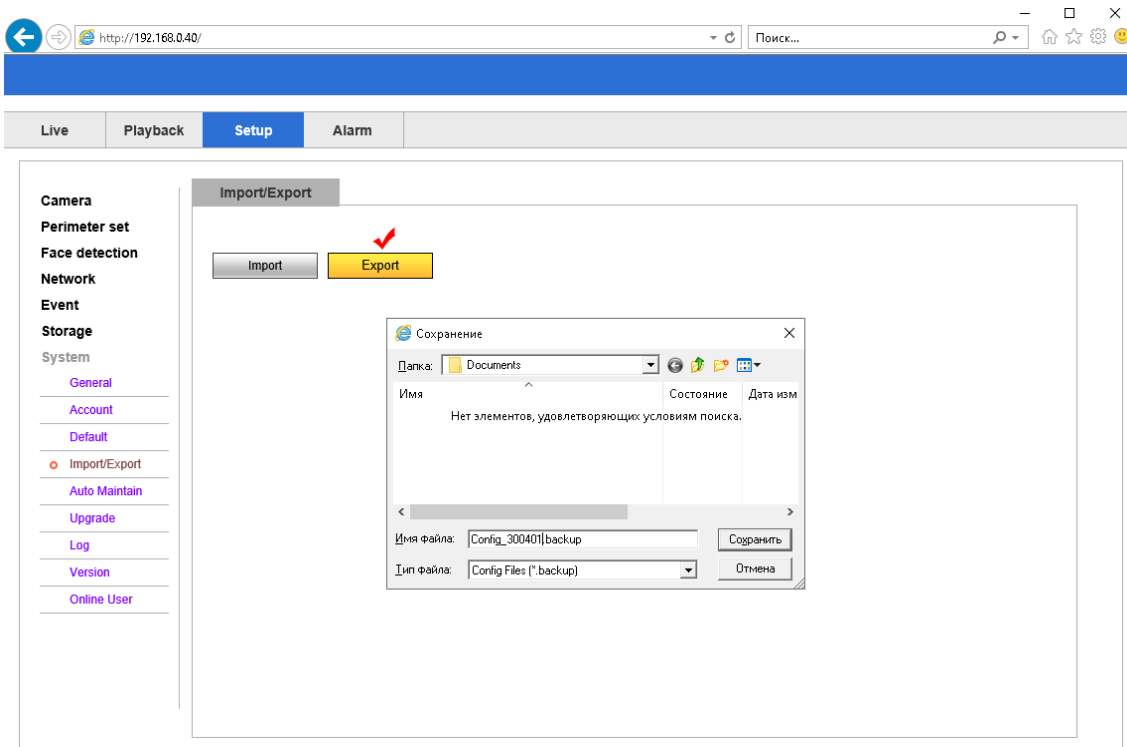 http://192.168.0.40/
Поиск...
Live Playback Setup Alarm
Import/Export
Camera
Perimeter set
Face detection
Network
Event
Storage
System
General
Account
Default
Import/Export
Auto Maintain
Upgrade
Log
Version
Online User
Import Export
Сохранение
Папка: Documents
Имя Состояние Дата изм
Нет элементов, удовлетворяющих условиям поиска.
Имя файла: Config_300401.backup Сохранить
Тип файла: Config Files (*.backup) Отмена